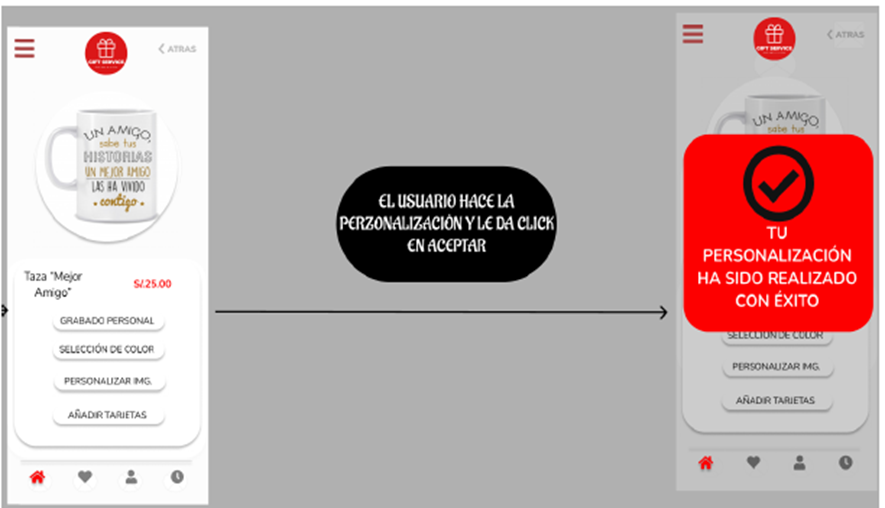 GIFT SERVICE
ATRAS
UN AMIGO,
sabe tus
HISTORIAS
UN MEJOR AMIGO
LAS HA VIVIDO
contigo
Taza "Mejor
Amigo"
S/.25.00
GRABADO PERSONAL
SELECCIÓN DE COLOR
PERSONALIZAR IMG.
AÑADIR TARJETAS
EL USUARIO HACE LA
PERZONALIZACIÒN Y LE DA CLICK
EN ACEPTAR
GIFT SERVICE
ATRAS
UN AMIGO,
sabe tus
TU
PERSONALIZACIÓN
HA SIDO REALIZADO
CON ÉXITO
SELECCIÓN DE COLOR
PERSONALIZAR IMG.
AÑADIR TARJETAS